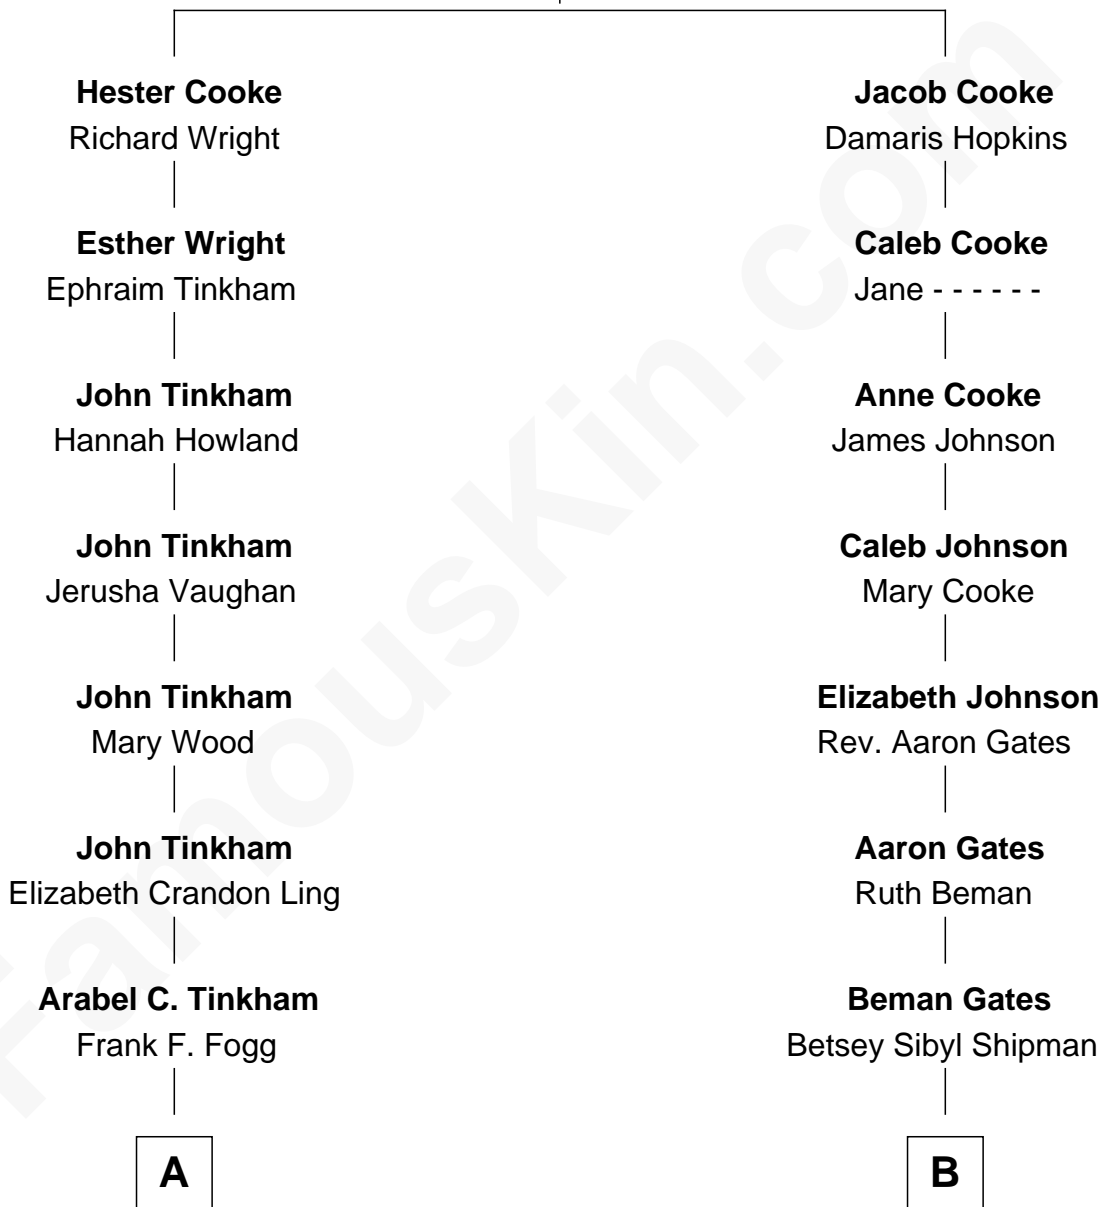 Hester Cooke
Richard Wright
Esther Wright
Ephraim Tinkham
John Tinkham
Hannah Howland
John Tinkham
Jerusha Vaughan
John Tinkham
Mary Wood
John Tinkham
Elizabeth Crandon Ling
Arabel C. Tinkham
Frank F. Fogg
A
Jacob Cooke
Damaris Hopkins
Caleb Cooke
Jane - - - - - -
Anne Cooke
James Johnson
Caleb Johnson
Mary Cooke
Elizabeth Johnson
Rev. Aaron Gates
Aaron Gates
Ruth Beman
Beman Gates
Betsey Sibyl Shipman
B
FamousKin.com